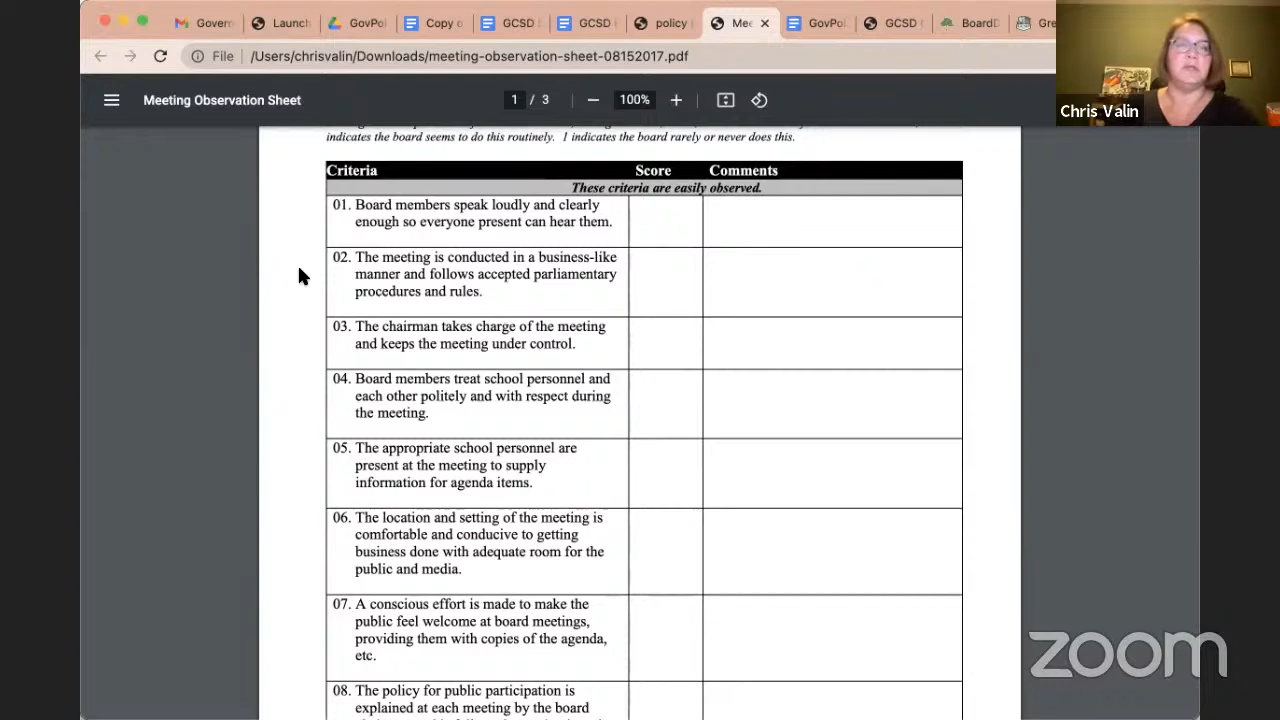 Govern
Launch
GovPol
Copy o
GCSD
GCSD
policy
Mee
GovPol
GCSD
BoardD
Gre
File
/Users/chrisvalin/Downloads/meeting-observation-sheet-08152017.pdf
Meeting Observation Sheet
1 / 3
100%
Chris Valin
indicates the board seems to do this routinely. 1 indicates the board rarely or never does this.
Criteria Score Comments
These criteria are easily observed.
01. Board members speak loudly and clearly
enough so everyone present can hear them.
02. The meeting is conducted in a business-like
manner and follows accepted parliamentary
procedures and rules.
03. The chairman takes charge of the meeting
and keeps the meeting under control.
04. Board members treat school personnel and
each other politely and with respect during
the meeting.
05. The appropriate school personnel are
present at the meeting to supply
information for agenda items.
06. The location and setting of the meeting is
comfortable and conducive to getting
business done with adequate room for the
public and media.
07. A conscious effort is made to make the
public feel welcome at board meetings,
providing them with copies of the agenda,
etc.
08. The policy for public participation is
explained at each meeting by the board
zoom